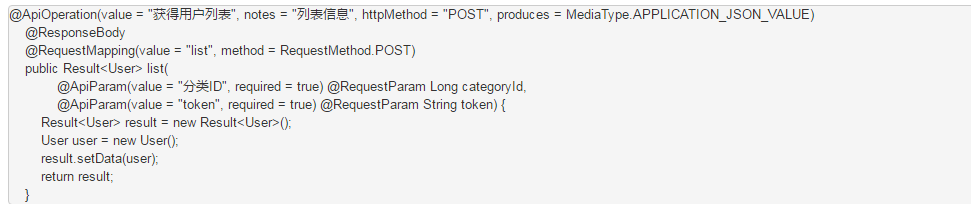 @ApiOperation(value = "获得用户列表", notes = "列表信息", httpMethod = "POST", produces = MediaType.APPLICATION_JSON_VALUE)
@ResponseBody
@RequestMapping(value = "list", method = RequestMethod.POST)
public Result<User> list(
@ApiParam(value = "分类ID", required = true) @RequestParam Long categoryId,
@ApiParam(value = "token", required = true) @RequestParam String token) {
Result<User> result = new Result<User>();
User user = new User();
result.setData(user);
return result;
}